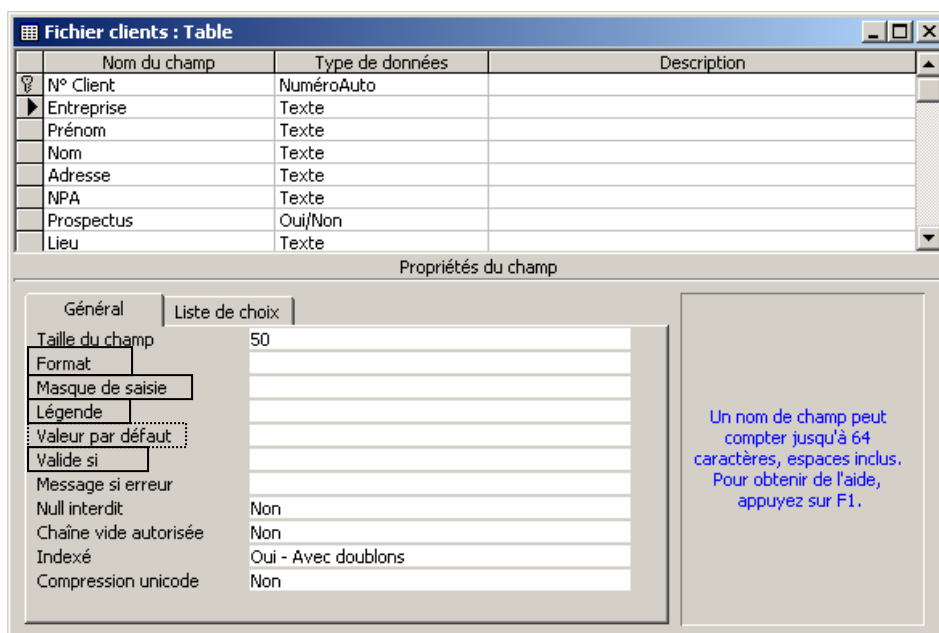 Fichier clients : Table
Nom du champ Type de données Description
N° Client NuméroAuto
Entreprise Texte
Prénom Texte
Nom Texte
Adresse Texte
NPA Texte
Prospectus Oui/Non
Lieu Texte
Propriétés du champ
Général Liste de choix
Taille du champ 50
Format
Masque de saisie
Légende
Valeur par défaut
Valide si
Message si erreur
Null interdit Non
Chaîne vide autorisée Non
Indexé Oui - Avec doublons
Compression unicode Non
Un nom de champ peut
compter jusqu'à 64
caractères, espaces inclus.
Pour obtenir de l'aide,
appuyez sur F1.